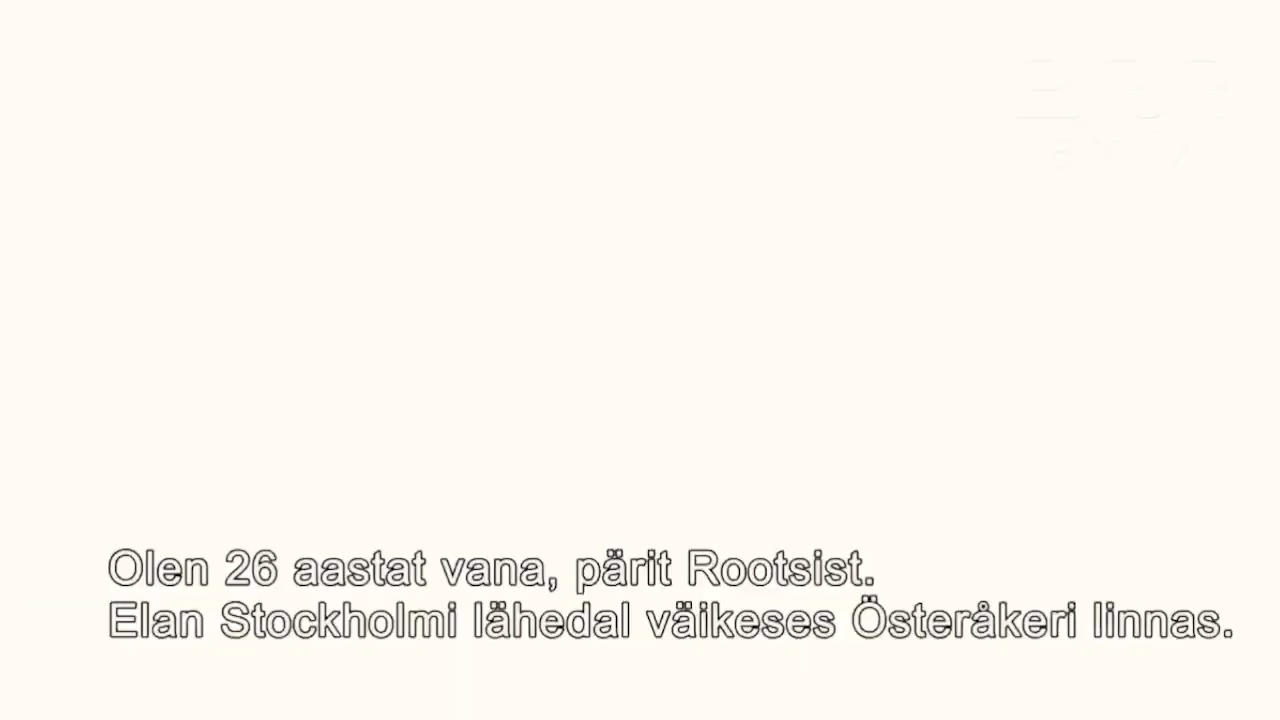 Olen 26 aastat vana, pärit Rootsist.
Elan Stockholmi lähedal väikeses Österåkeri linnas.